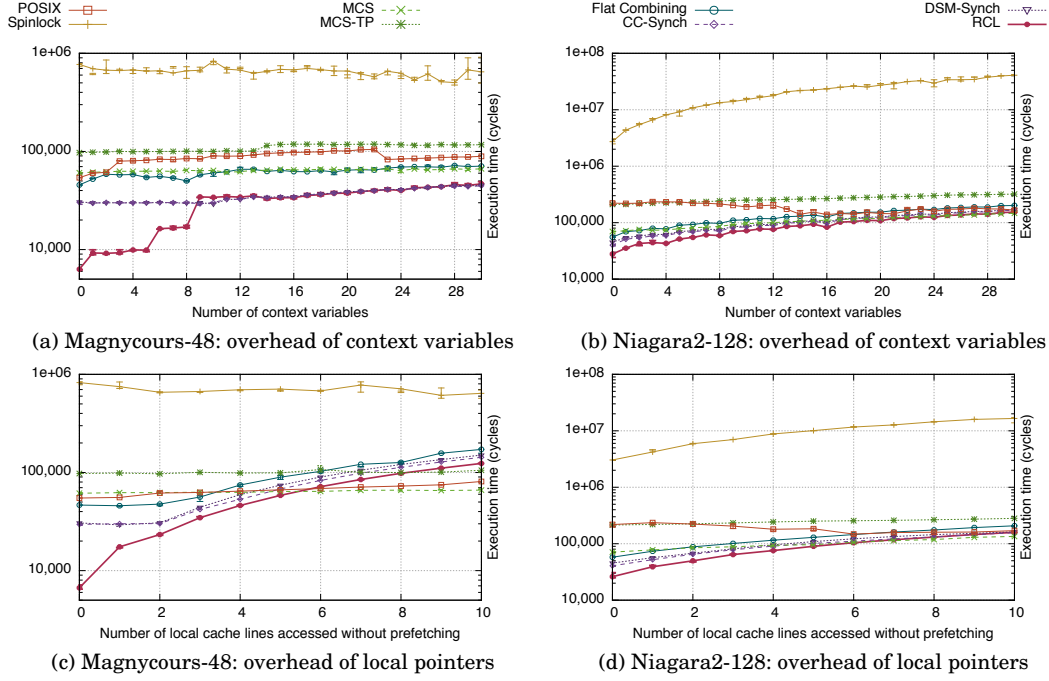 POSIX
Spinlock
MCS
MCS-TP
Flat Combining
CC-Synch
DSM-Synch
RCL
1e+06
100,000
10,000
0 4 8 12 16 20 24 28
Number of context variables
Execution time (cycles)
(a) Magnycours-48: overhead of context variables
1e+08
1e+07
1e+06
100,000
10,000
0 4 8 12 16 20 24 28
Number of context variables
Execution time (cycles)
(b) Niagara2-128: overhead of context variables
1e+06
100,000
10,000
0 2 4 6 8 10
Number of local cache lines accessed without prefetching
Execution time (cycles)
(c) Magnycours-48: overhead of local pointers
1e+08
1e+07
1e+06
100,000
10,000
0 2 4 6 8 10
Number of local cache lines accessed without prefetching
Execution time (cycles)
(d) Niagara2-128: overhead of local pointers